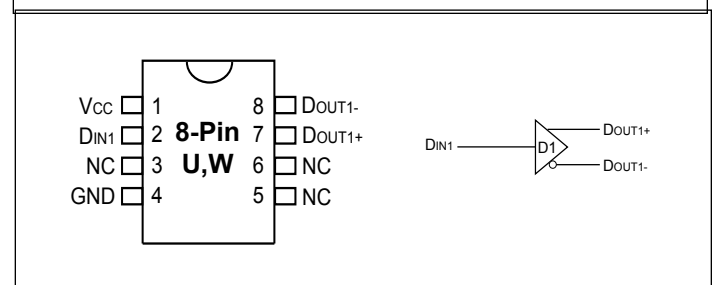 VCC 1 8 DOUT1-
DIN1 2 8-Pin 7 DOUT1+
NC 3 U,W 6 NC
GND 4 5 NC
DIN1 D1 DOUT1+
DOUT1-